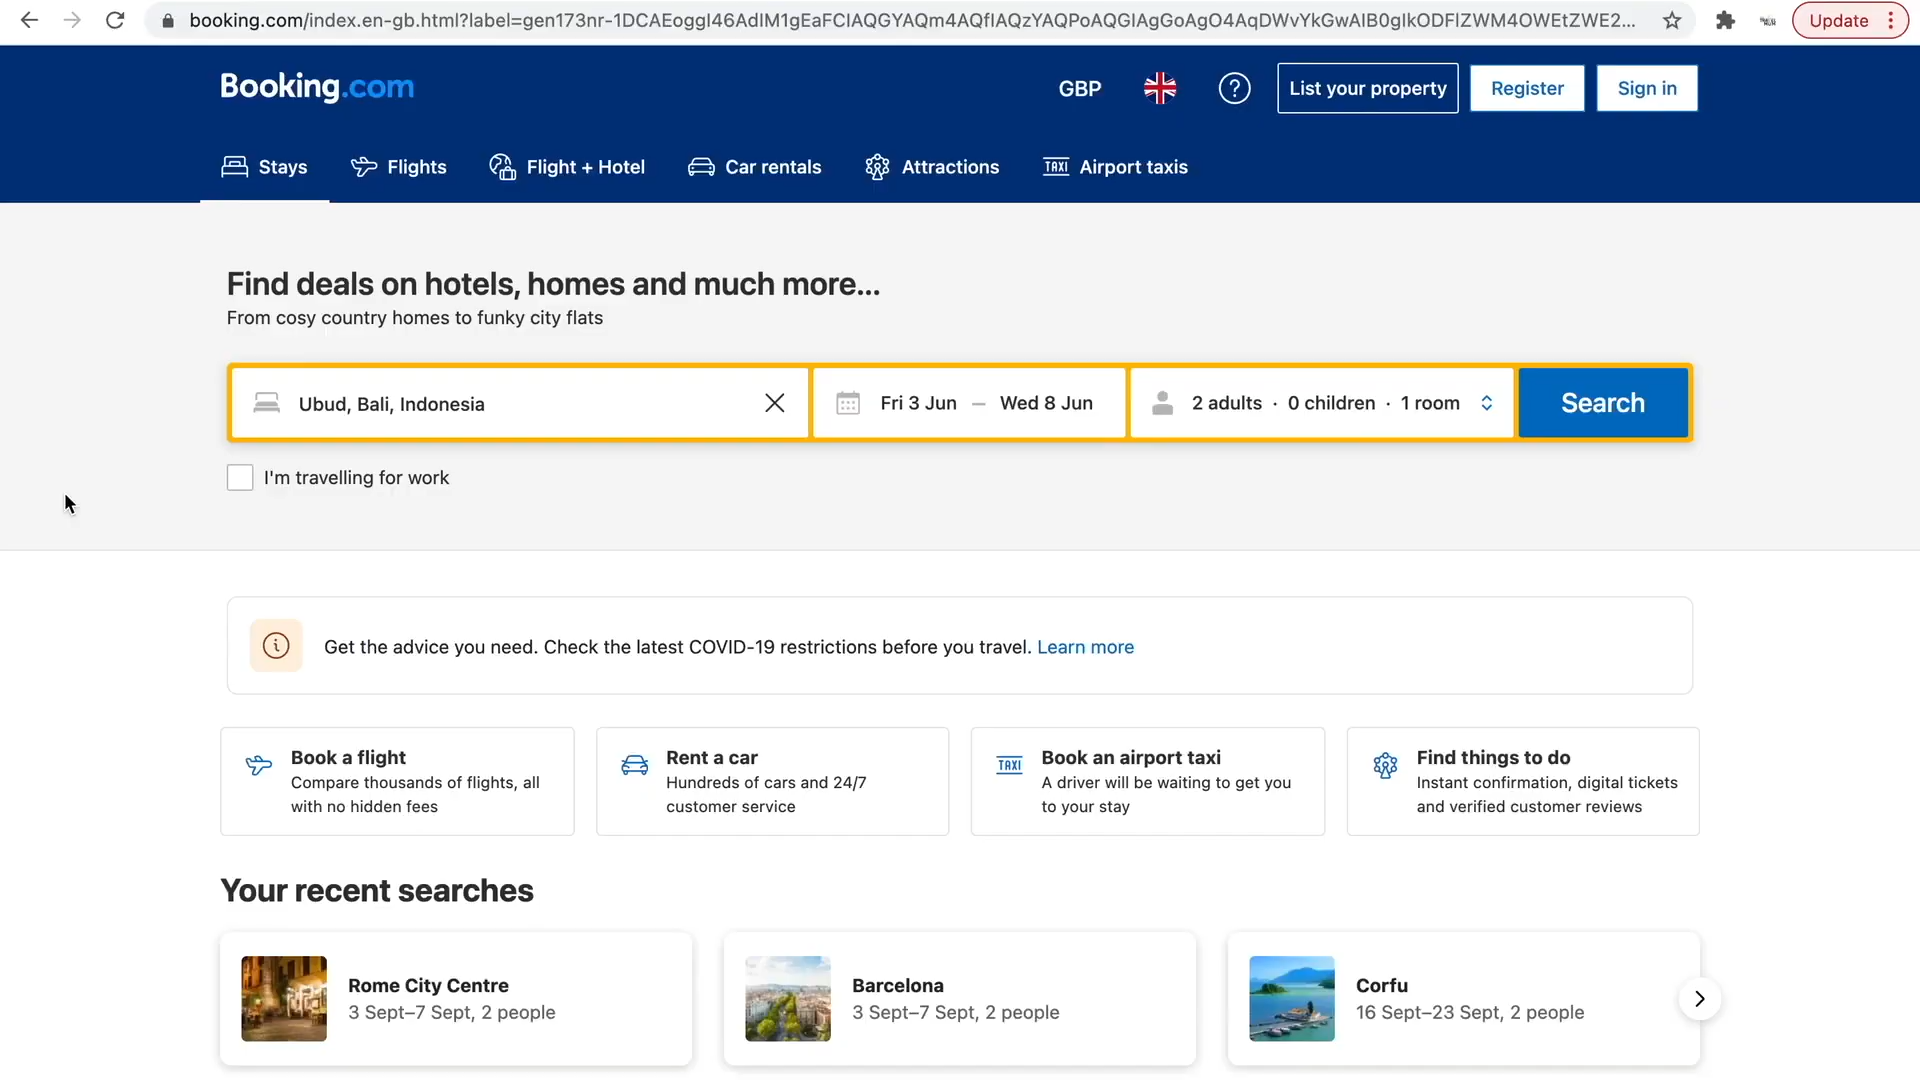 booking.com/index.en-gb.html?label=gen173nr-1DCAEoggI46AdIM1gEaFCIAQGYAQm4AQfIAQzYAQPoAQGIAgGoAgO4AqDWvYkGwAIB0gIkODFlZWM4OWEtZWE2...
Update
Booking.com
GBP
?
List your property
Register
Sign in
Stays
Flights
Flight + Hotel
Car rentals
Attractions
TAXI Airport taxis
Find deals on hotels, homes and much more...
From cosy country homes to funky city flats
Ubud, Bali, Indonesia
Fri 3 Jun — Wed 8 Jun
2 adults · 0 children · 1 room
Search
I'm travelling for work
Get the advice you need. Check the latest COVID-19 restrictions before you travel. Learn more
Book a flight
Compare thousands of flights, all
with no hidden fees
Rent a car
Hundreds of cars and 24/7
customer service
TAXI
Book an airport taxi
A driver will be waiting to get you
to your stay
Find things to do
Instant confirmation, digital tickets
and verified customer reviews
Your recent searches
Rome City Centre
3 Sept–7 Sept, 2 people
Barcelona
3 Sept–7 Sept, 2 people
Corfu
16 Sept–23 Sept, 2 people